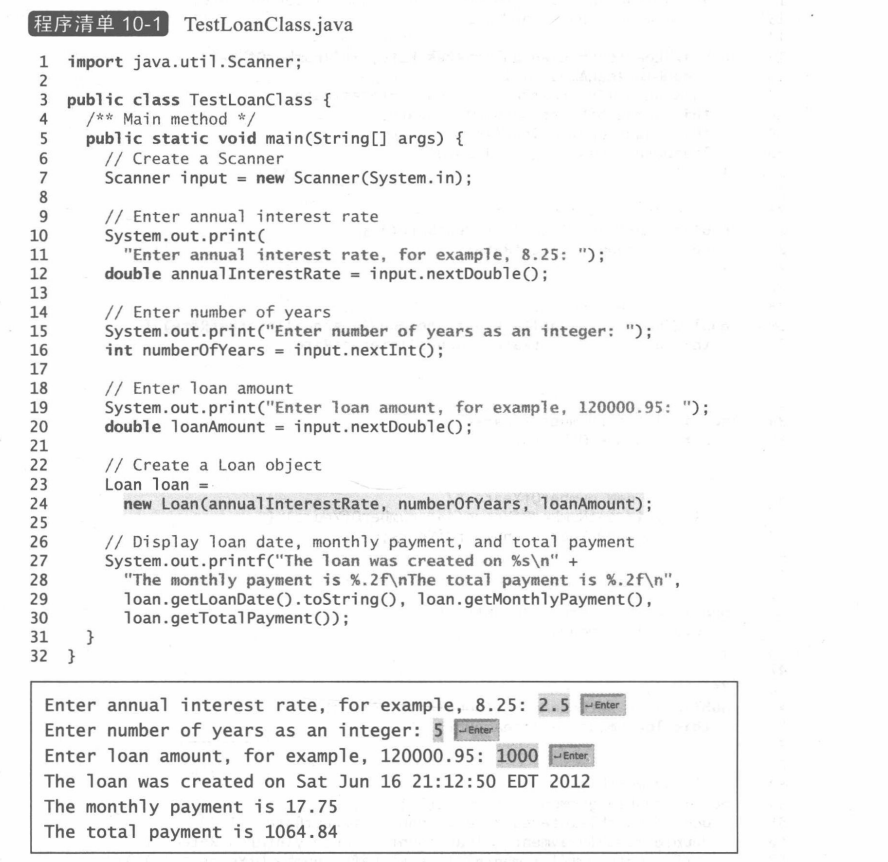 程序清单 10-1 TestLoanClass.java
1 import java.util.Scanner;
2
3 public class TestLoanClass {
4 /** Main method */
5 public static void main(String[] args) {
6 // Create a Scanner
7 Scanner input = new Scanner(System.in);
8
9 // Enter annual interest rate
10 System.out.print(
11 "Enter annual interest rate, for example, 8.25: ");
12 double annualInterestRate = input.nextDouble();
13
14 // Enter number of years
15 System.out.print("Enter number of years as an integer: ");
16 int numberOfYears = input.nextInt();
17
18 // Enter loan amount
19 System.out.print("Enter loan amount, for example, 120000.95: ");
20 double loanAmount = input.nextDouble();
21
22 // Create a Loan object
23 Loan loan =
24 new Loan(annualInterestRate, numberOfYears, loanAmount);
25
26 // Display loan date, monthly payment, and total payment
27 System.out.printf("The loan was created on %s\n" +
28 "The monthly payment is %.2f\nThe total payment is %.2f\n",
29 loan.getLoanDate().toString(), loan.getMonthlyPayment(),
30 loan.getTotalPayment());
31 }
32 }
Enter annual interest rate, for example, 8.25: 2.5 ↵Enter
Enter number of years as an integer: 5 ↵Enter
Enter loan amount, for example, 120000.95: 1000 ↵Enter
The loan was created on Sat Jun 16 21:12:50 EDT 2012
The monthly payment is 17.75
The total payment is 1064.84